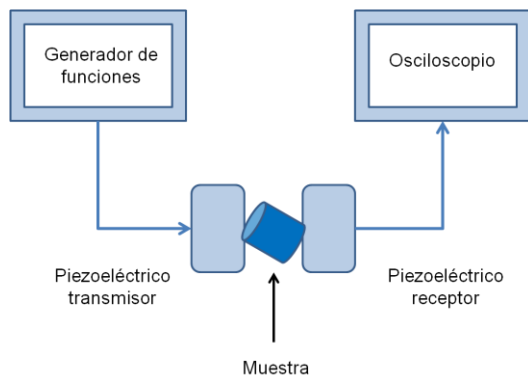 Generador de
funciones
Osciloscopio
Piezoeléctrico
transmisor
Piezoeléctrico
receptor
Muestra